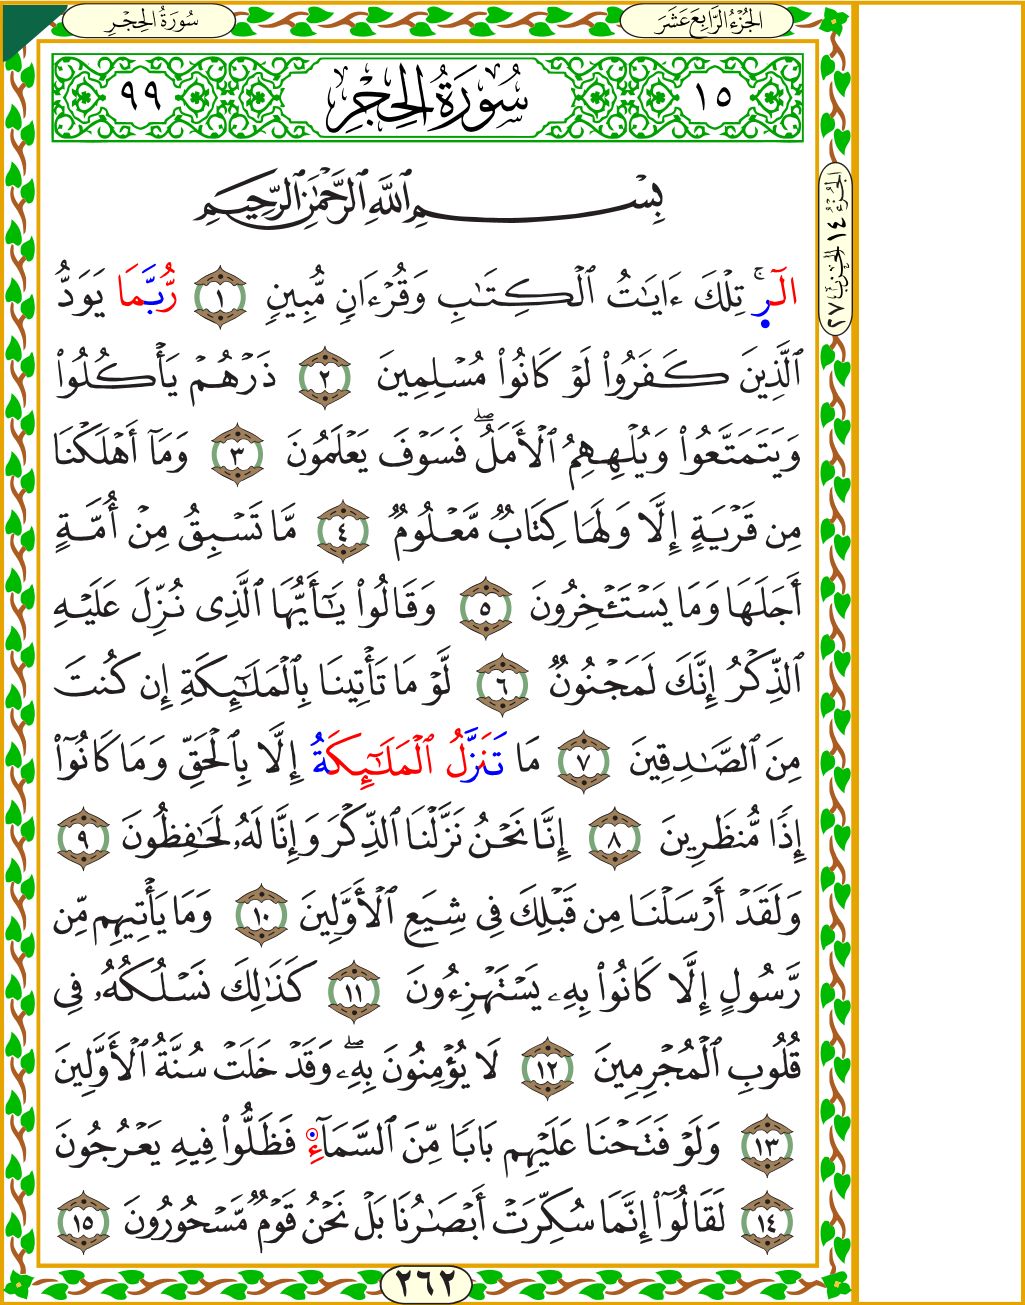 سُورَةُ الحِجْرِ
الجُزْءُ الرَّابِعَ عَشَرَ
١٥ سُورَةُ الحِجْرِ ٩٩
الجُزْءُ ١٤ الحِزْبُ ٢٧
بِسْمِ ٱللَّهِ ٱلرَّحْمَٰنِ ٱلرَّحِيمِ
الٓرۚ تِلْكَ ءَايَٰتُ ٱلْكِتَٰبِ وَقُرْءَانٖ مُّبِينٖ ١ رُّبَّمَا يَوَدُّ
ٱلَّذِينَ كَفَرُوا۟ لَوْ كَانُوا۟ مُسْلِمِينَ ٢ ذَرْهُمْ يَأْكُلُوا۟
وَيَتَمَتَّعُوا۟ وَيُلْهِهِمُ ٱلْأَمَلُۖ فَسَوْفَ يَعْلَمُونَ ٣ وَمَآ أَهْلَكْنَا
مِن قَرْيَةٍ إِلَّا وَلَهَا كِتَابٞ مَّعْلُومٞ ٤ مَّا تَسْبِقُ مِنْ أُمَّةٍ
أَجَلَهَا وَمَا يَسْتَـْٔخِرُونَ ٥ وَقَالُوا۟ يَٰٓأَيُّهَا ٱلَّذِى نُزِّلَ عَلَيْهِ
ٱلذِّكْرُ إِنَّكَ لَمَجْنُونٞ ٦ لَّوْ مَا تَأْتِينَا بِٱلْمَلَٰٓئِكَةِ إِن كُنتَ
مِنَ ٱلصَّٰدِقِينَ ٧ مَا تَنَزَّلُ ٱلْمَلَٰٓئِكَةُ إِلَّا بِٱلْحَقِّ وَمَا كَانُوٓا۟
إِذٗا مُّنظَرِينَ ٨ إِنَّا نَحْنُ نَزَّلْنَا ٱلذِّكْرَ وَإِنَّا لَهُۥ لَحَٰفِظُونَ ٩
وَلَقَدْ أَرْسَلْنَا مِن قَبْلِكَ فِى شِيَعِ ٱلْأَوَّلِينَ ١٠ وَمَا يَأْتِيهِم مِّن
رَّسُولٍ إِلَّا كَانُوا۟ بِهِۦ يَسْتَهْزِءُونَ ١١ كَذَٰلِكَ نَسْلُكُهُۥ فِى
قُلُوبِ ٱلْمُجْرِمِينَ ١٢ لَا يُؤْمِنُونَ بِهِۦۖ وَقَدْ خَلَتْ سُنَّةُ ٱلْأَوَّلِينَ
١٣ وَلَوْ فَتَحْنَا عَلَيْهِم بَابٗا مِّنَ ٱلسَّمَآءِ فَظَلُّوا۟ فِيهِ يَعْرُجُونَ
١٤ لَقَالُوٓا۟ إِنَّمَا سُكِّرَتْ أَبْصَٰرُنَا بَلْ نَحْنُ قَوْمٞ مَّسْحُورُونَ ١٥
٢٦٢